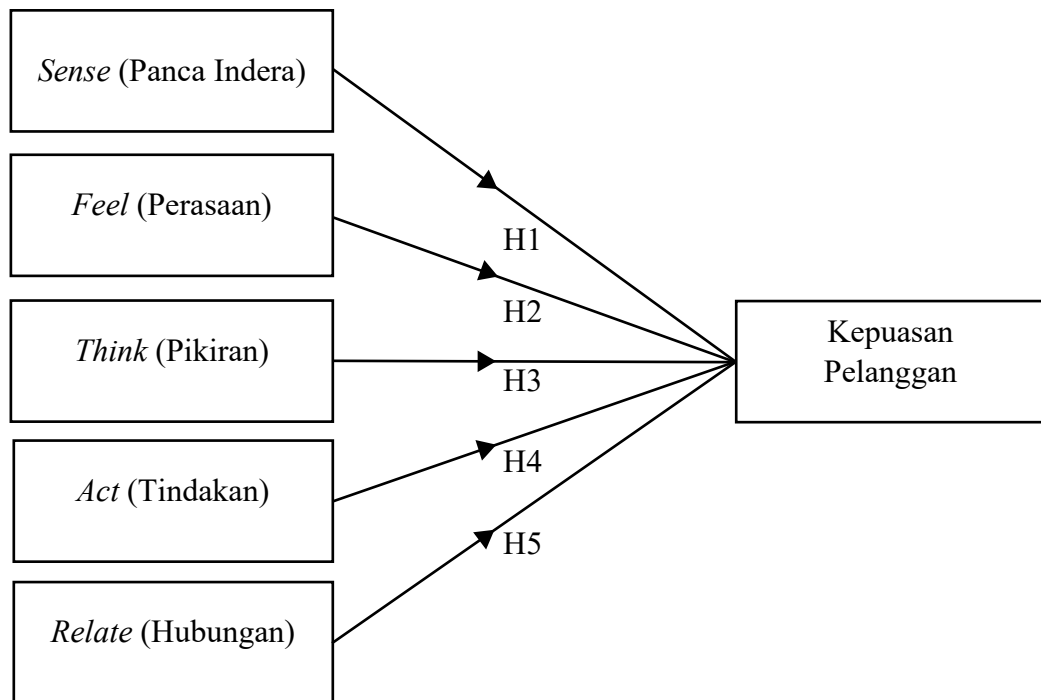 Sense (Panca Indera)
Feel (Perasaan)
Think (Pikiran)
Act (Tindakan)
Relate (Hubungan)
H1
H2
H3
H4
H5
Kepuasan
Pelanggan